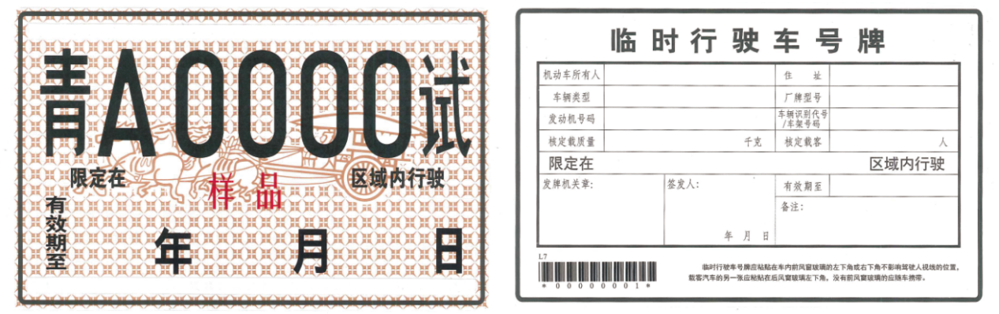 青A0000试
限定在 区域内行驶
样品
有效期至
年 月 日
临时行驶车号牌
机动车所有人 住 址
车辆类型 厂牌型号
发动机号码 车辆识别代号
/车架号码
核定载质量 千克 核定载客 人
限定在 区域内行驶
发牌机关章： 签发人： 有效期至
备注：
年 月 日
L7
*00000001*
临时行驶车号牌应粘贴在车内前风窗玻璃的左下角或右下角不影响驾驶人视线的位置，
载客汽车的另一张应粘贴在后风窗玻璃左下角。没有前风窗玻璃的应随车携带。